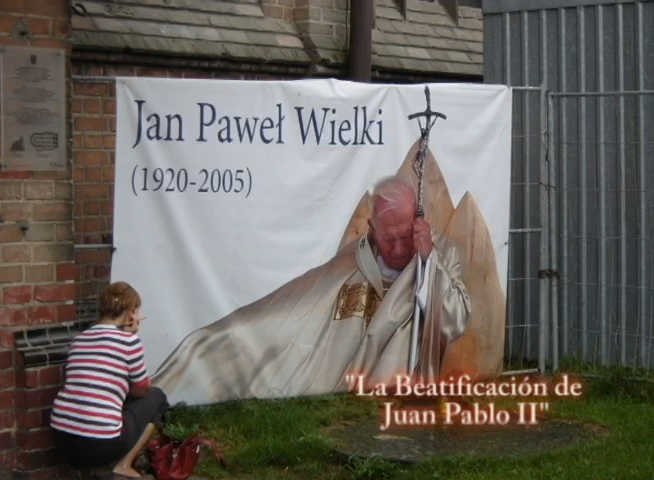 Jan Paweł Wielki
(1920-2005)
"La Beatificación de
Juan Pablo II"